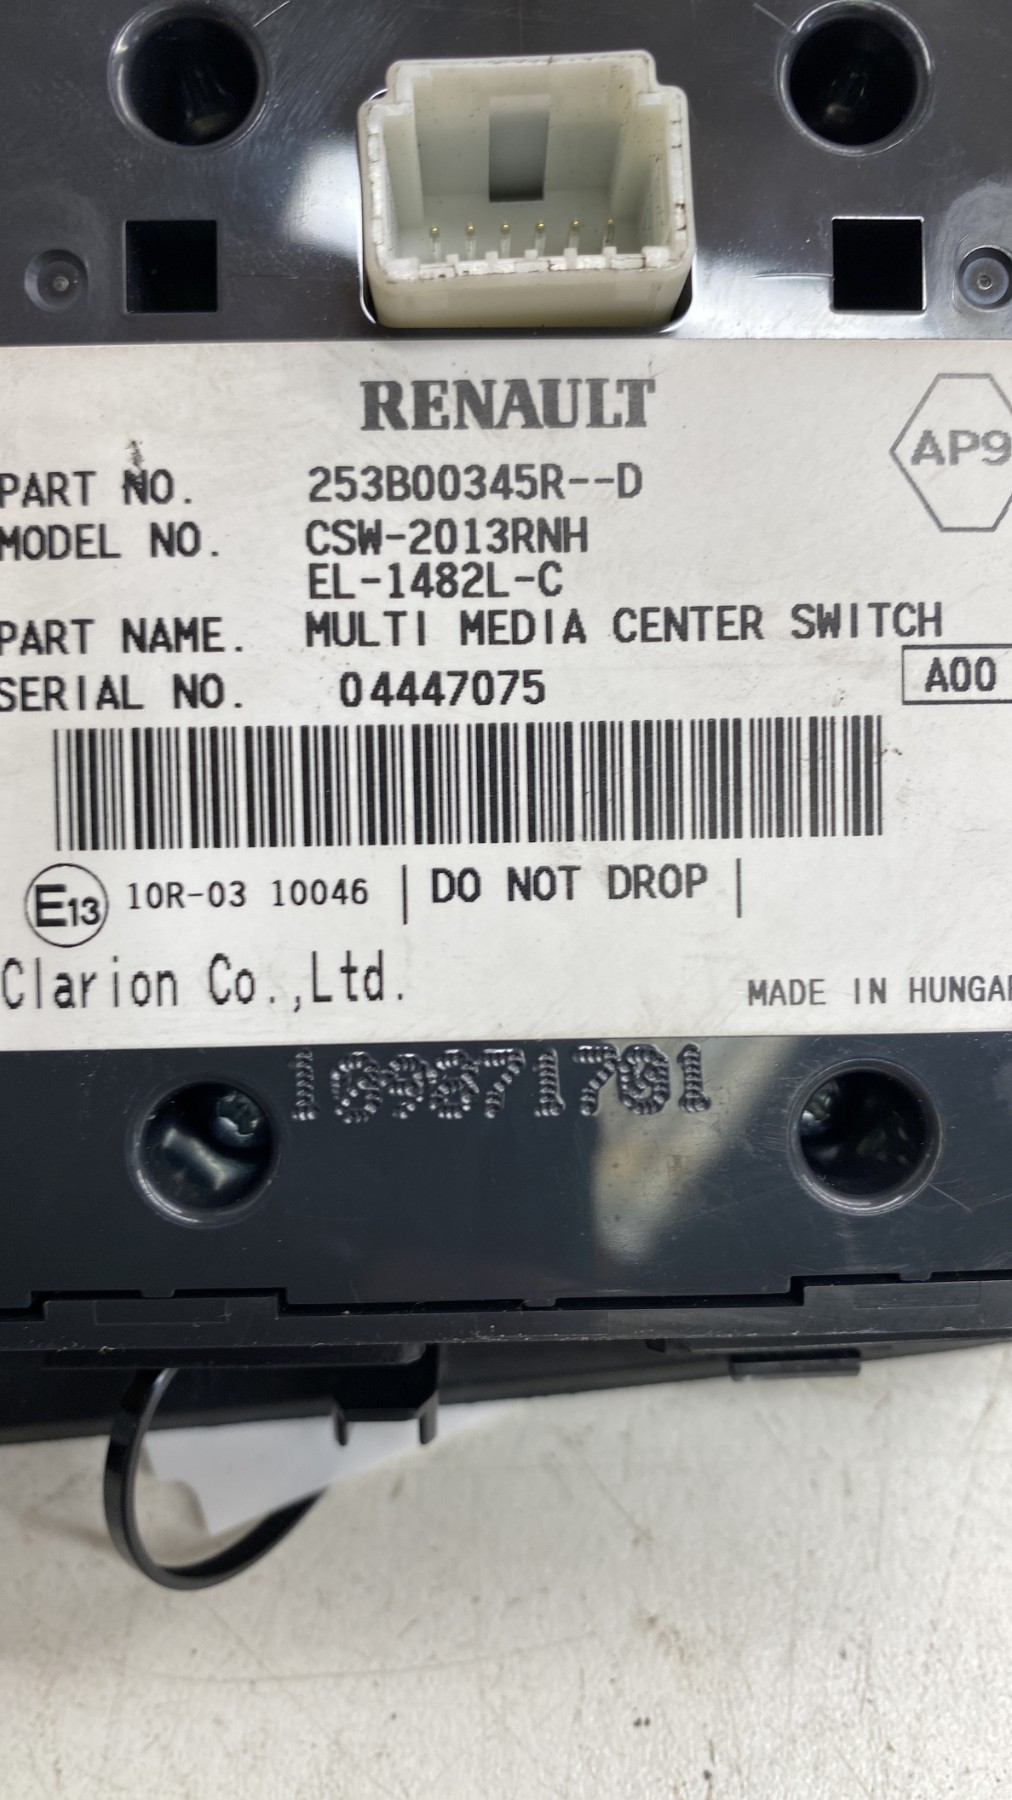 RENAULT
AP9
PART NO. 253B00345R--D
MODEL NO. CSW-2013RNH
EL-1482L-C
PART NAME. MULTI MEDIA CENTER SWITCH
SERIAL NO. 04447075
A00
E13 10R-03 10046 | DO NOT DROP |
Clarion Co.,Ltd.
MADE IN HUNGAR